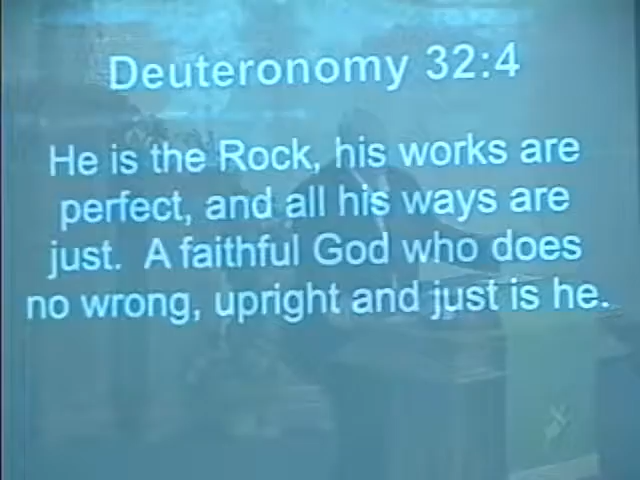 Deuteronomy 32:4
He is the Rock, his works are
perfect, and all his ways are
just. A faithful God who does
no wrong, upright and just is he.